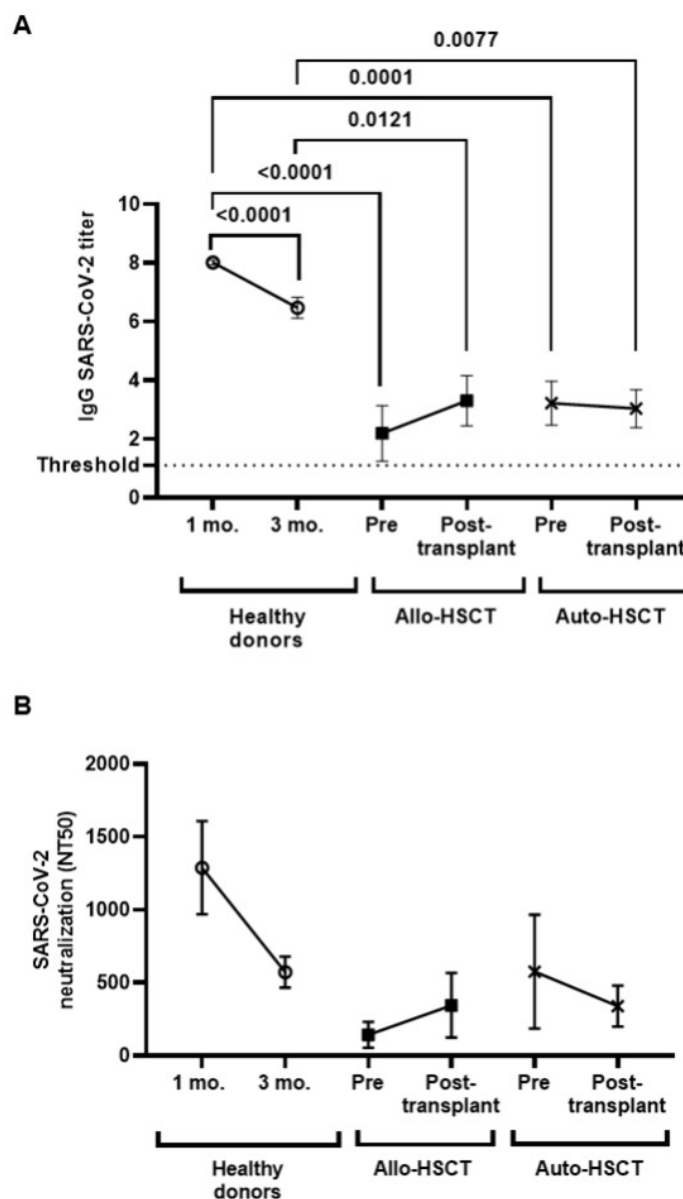 A
0.0077
0.0001
0.0121
<0.0001
<0.0001
IgG SARS-CoV-2 titer
10
8
6
4
2
Threshold
0
1 mo. 3 mo. Pre Post-transplant Pre Post-transplant
Healthy donors Allo-HSCT Auto-HSCT
B
SARS-CoV-2
neutralization (NT50)
2000
1500
1000
500
0
1 mo. 3 mo. Pre Post-transplant Pre Post-transplant
Healthy donors Allo-HSCT Auto-HSCT